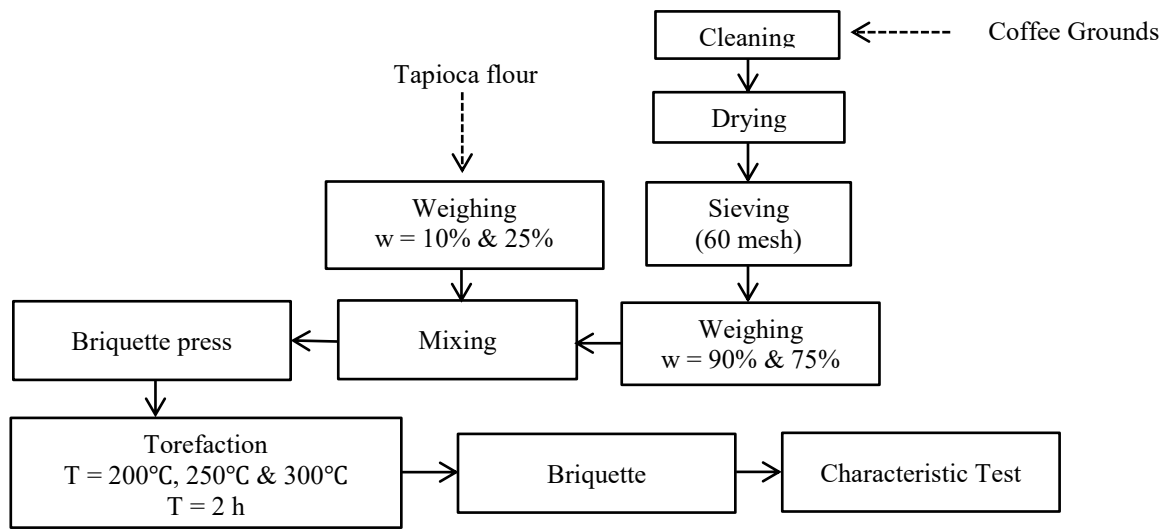 Cleaning
Coffee Grounds
Tapioca flour
Drying
Weighing
w = 10% & 25%
Sieving
(60 mesh)
Briquette press
Mixing
Weighing
w = 90% & 75%
Torefaction
T = 200℃, 250℃ & 300℃
T = 2 h
Briquette
Characteristic Test